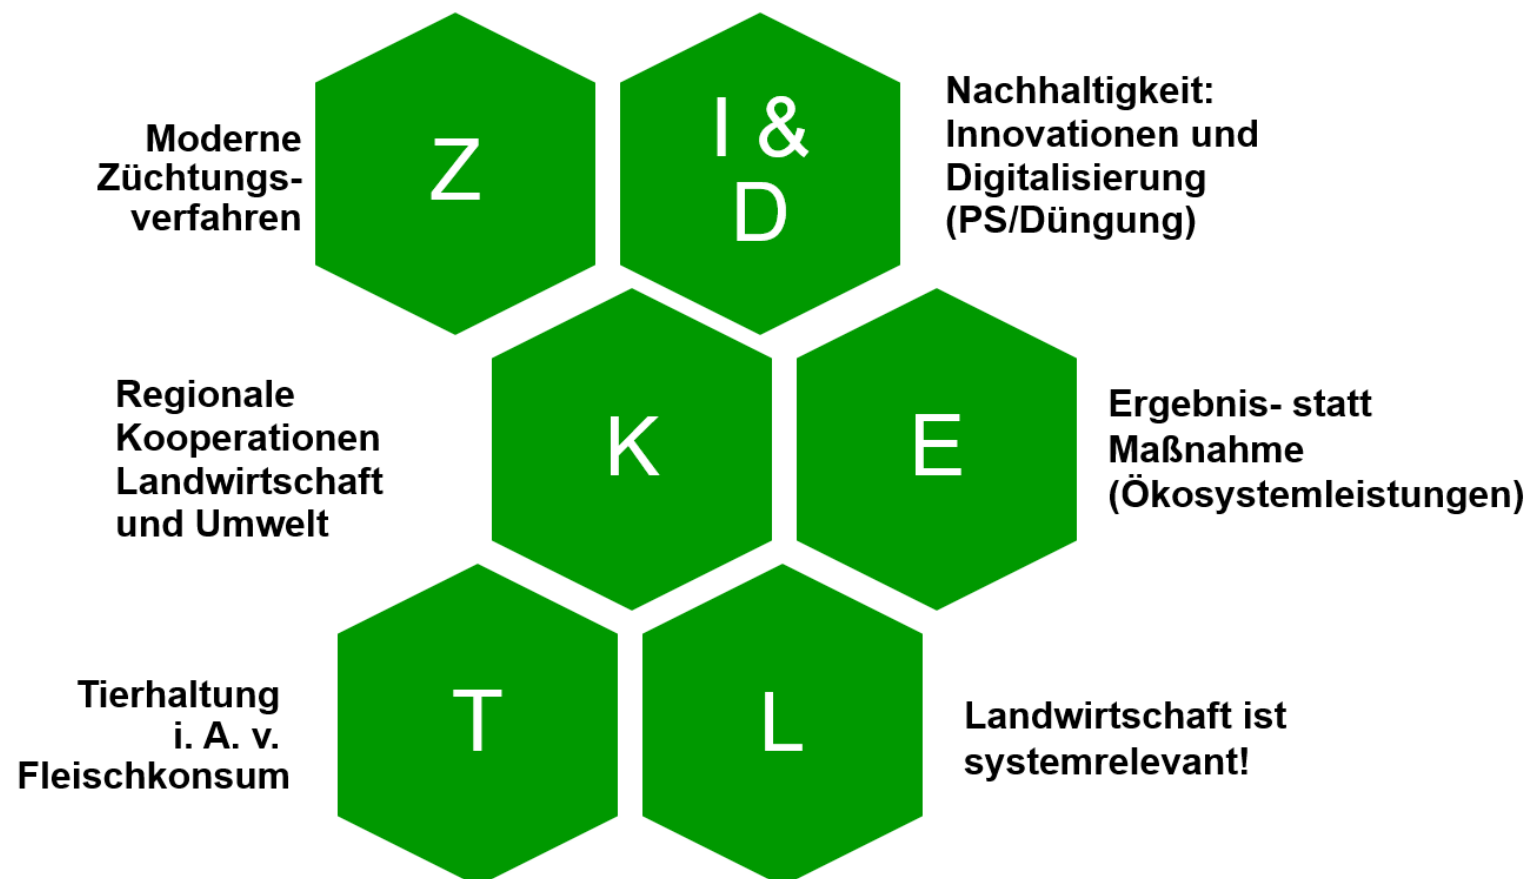 Moderne
Züchtungs-
verfahren
Z
I &
D
Nachhaltigkeit:
Innovationen und
Digitalisierung
(PS/Düngung)
Regionale
Kooperationen
Landwirtschaft
und Umwelt
K
E
Ergebnis- statt
Maßnahme
(Ökosystemleistungen)
Tierhaltung
i. A. v.
Fleischkonsum
T
L
Landwirtschaft ist
systemrelevant!